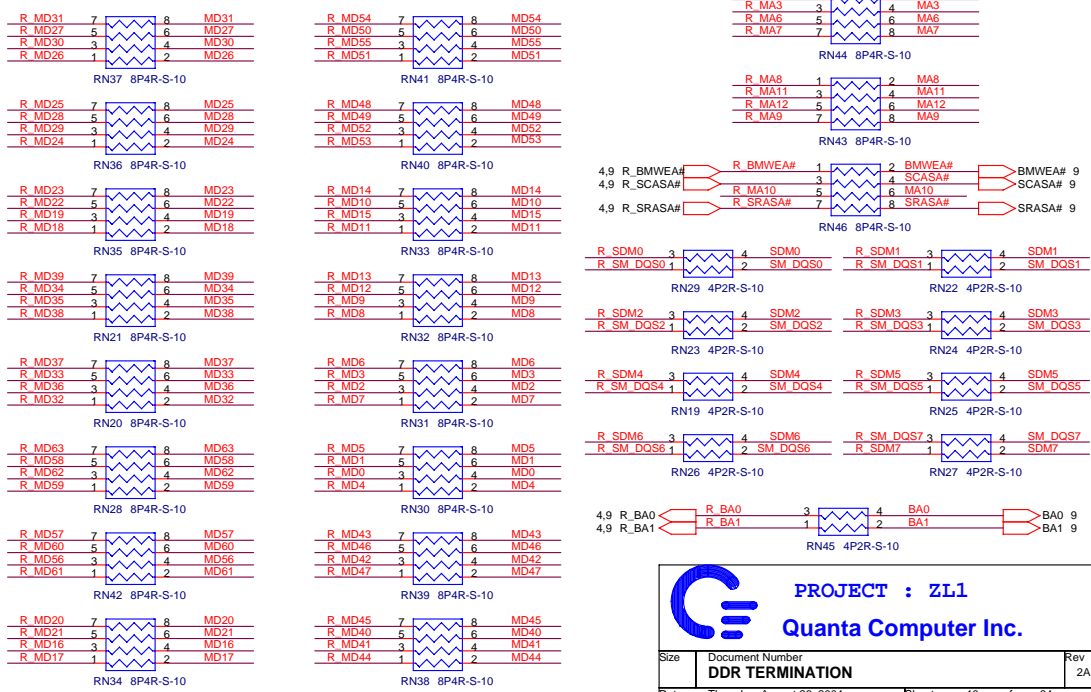 R_MD31 7 8 MD31
R_MD27 5 6 MD27
R_MD30 3 4 MD30
R_MD26 1 2 MD26
RN37 8P4R-S-10
R_MD25 7 8 MD25
R_MD28 5 6 MD28
R_MD29 3 4 MD29
R_MD24 1 2 MD24
RN36 8P4R-S-10
R_MD23 7 8 MD23
R_MD22 5 6 MD22
R_MD19 3 4 MD19
R_MD18 1 2 MD18
RN35 8P4R-S-10
R_MD39 7 8 MD39
R_MD34 5 6 MD34
R_MD35 3 4 MD35
R_MD38 1 2 MD38
RN21 8P4R-S-10
R_MD37 7 8 MD37
R_MD33 5 6 MD33
R_MD36 3 4 MD36
R_MD32 1 2 MD32
RN20 8P4R-S-10
R_MD63 7 8 MD63
R_MD58 5 6 MD58
R_MD62 3 4 MD62
R_MD59 1 2 MD59
RN28 8P4R-S-10
R_MD57 7 8 MD57
R_MD60 5 6 MD60
R_MD56 3 4 MD56
R_MD61 1 2 MD61
RN42 8P4R-S-10
R_MD20 7 8 MD20
R_MD21 5 6 MD21
R_MD16 3 4 MD16
R_MD17 1 2 MD17
RN34 8P4R-S-10
R_MD54 7 8 MD54
R_MD50 5 6 MD50
R_MD55 3 4 MD55
R_MD51 1 2 MD51
RN41 8P4R-S-10
R_MD48 7 8 MD48
R_MD49 5 6 MD49
R_MD52 3 4 MD52
R_MD53 1 2 MD53
RN40 8P4R-S-10
R_MD14 7 8 MD14
R_MD10 5 6 MD10
R_MD15 3 4 MD15
R_MD11 1 2 MD11
RN33 8P4R-S-10
R_MD13 7 8 MD13
R_MD12 5 6 MD12
R_MD9 3 4 MD9
R_MD8 1 2 MD8
RN32 8P4R-S-10
R_MD6 7 8 MD6
R_MD3 5 6 MD3
R_MD2 3 4 MD2
R_MD7 1 2 MD7
RN31 8P4R-S-10
R_MD5 7 8 MD5
R_MD1 5 6 MD1
R_MD0 3 4 MD0
R_MD4 1 2 MD4
RN30 8P4R-S-10
R_MD43 7 8 MD43
R_MD46 5 6 MD46
R_MD42 3 4 MD42
R_MD47 1 2 MD47
RN39 8P4R-S-10
R_MD45 7 8 MD45
R_MD40 5 6 MD40
R_MD41 3 4 MD41
R_MD44 1 2 MD44
RN38 8P4R-S-10
R_MA3 3 4 MA3
R_MA6 5 6 MA6
R_MA7 7 8 MA7
RN44 8P4R-S-10
R_MA8 1 2 MA8
R_MA11 3 4 MA11
R_MA12 5 6 MA12
R_MA9 7 8 MA9
RN43 8P4R-S-10
4,9 R_BMWEA# R_BMWEA# 1 2 BMWEA# BMWEA# 9
4,9 R_SCASA# 3 4 SCASA# SCASA# 9
R_MA10 5 6 MA10
4,9 R_SRASA# R_SRASA# 7 8 SRASA# SRASA# 9
RN46 8P4R-S-10
R_SDM0 3 4 SDM0 R_SDM1 3 4 SDM1
R_SM_DQS0 1 2 SM_DQS0 R_SM_DQS1 1 2 SM_DQS1
RN29 4P2R-S-10 RN22 4P2R-S-10
R_SDM2 3 4 SDM2 R_SDM3 3 4 SDM3
R_SM_DQS2 1 2 SM_DQS2 R_SM_DQS3 1 2 SM_DQS3
RN23 4P2R-S-10 RN24 4P2R-S-10
R_SDM4 3 4 SDM4 R_SDM5 3 4 SDM5
R_SM_DQS4 1 2 SM_DQS4 R_SM_DQS5 1 2 SM_DQS5
RN19 4P2R-S-10 RN25 4P2R-S-10
R_SDM6 3 4 SDM6 R_SM_DQS7 3 4 SM_DQS7
R_SM_DQS6 1 2 SM_DQS6 R_SDM7 1 2 SDM7
RN26 4P2R-S-10 RN27 4P2R-S-10
4,9 R_BA0 R_BA0 3 4 BA0 BA0 9
4,9 R_BA1 R_BA1 1 2 BA1 BA1 9
RN45 4P2R-S-10
PROJECT : ZL1
Quanta Computer Inc.
Size Document Number Rev
DDR TERMINATION 2A